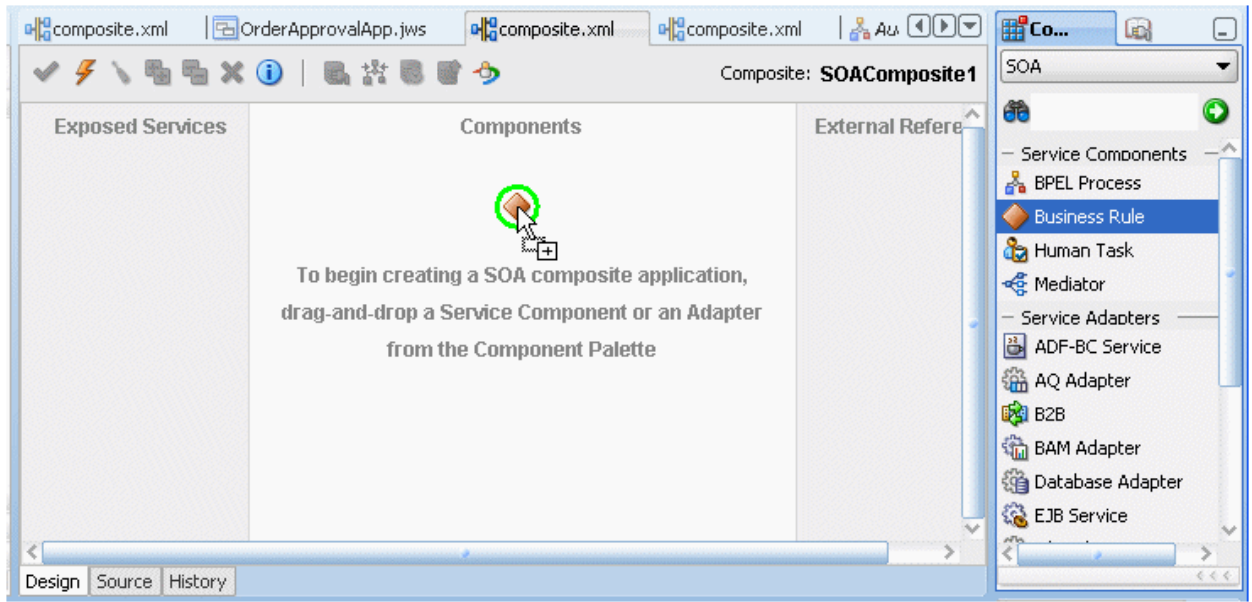 composite.xml
OrderApprovalApp.jws
composite.xml
composite.xml
Au
Co...
Composite: SOAComposite1
SOA
Exposed Services
Components
External Refere
To begin creating a SOA composite application,
drag-and-drop a Service Component or an Adapter
from the Component Palette
Service Components
BPEL Process
Business Rule
Human Task
Mediator
Service Adapters
ADF-BC Service
AQ Adapter
B2B
BAM Adapter
Database Adapter
EJB Service
Design Source History